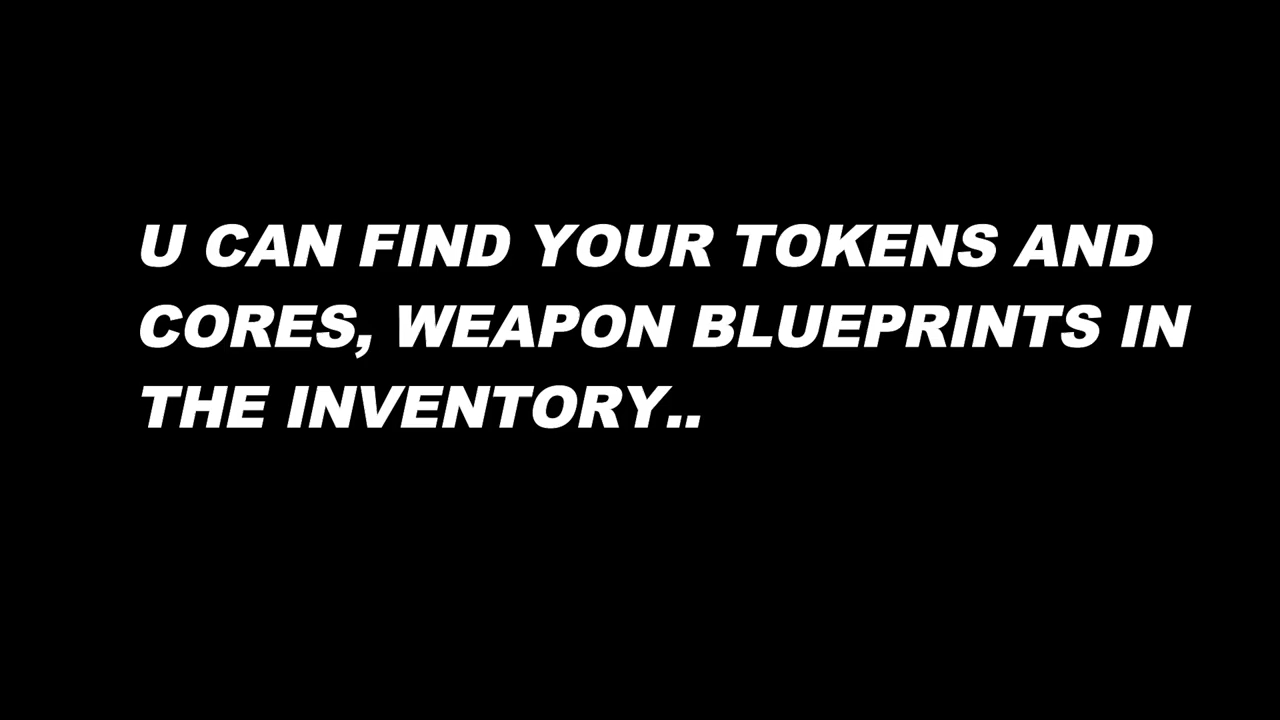 U CAN FIND YOUR TOKENS AND
CORES, WEAPON BLUEPRINTS IN
THE INVENTORY..